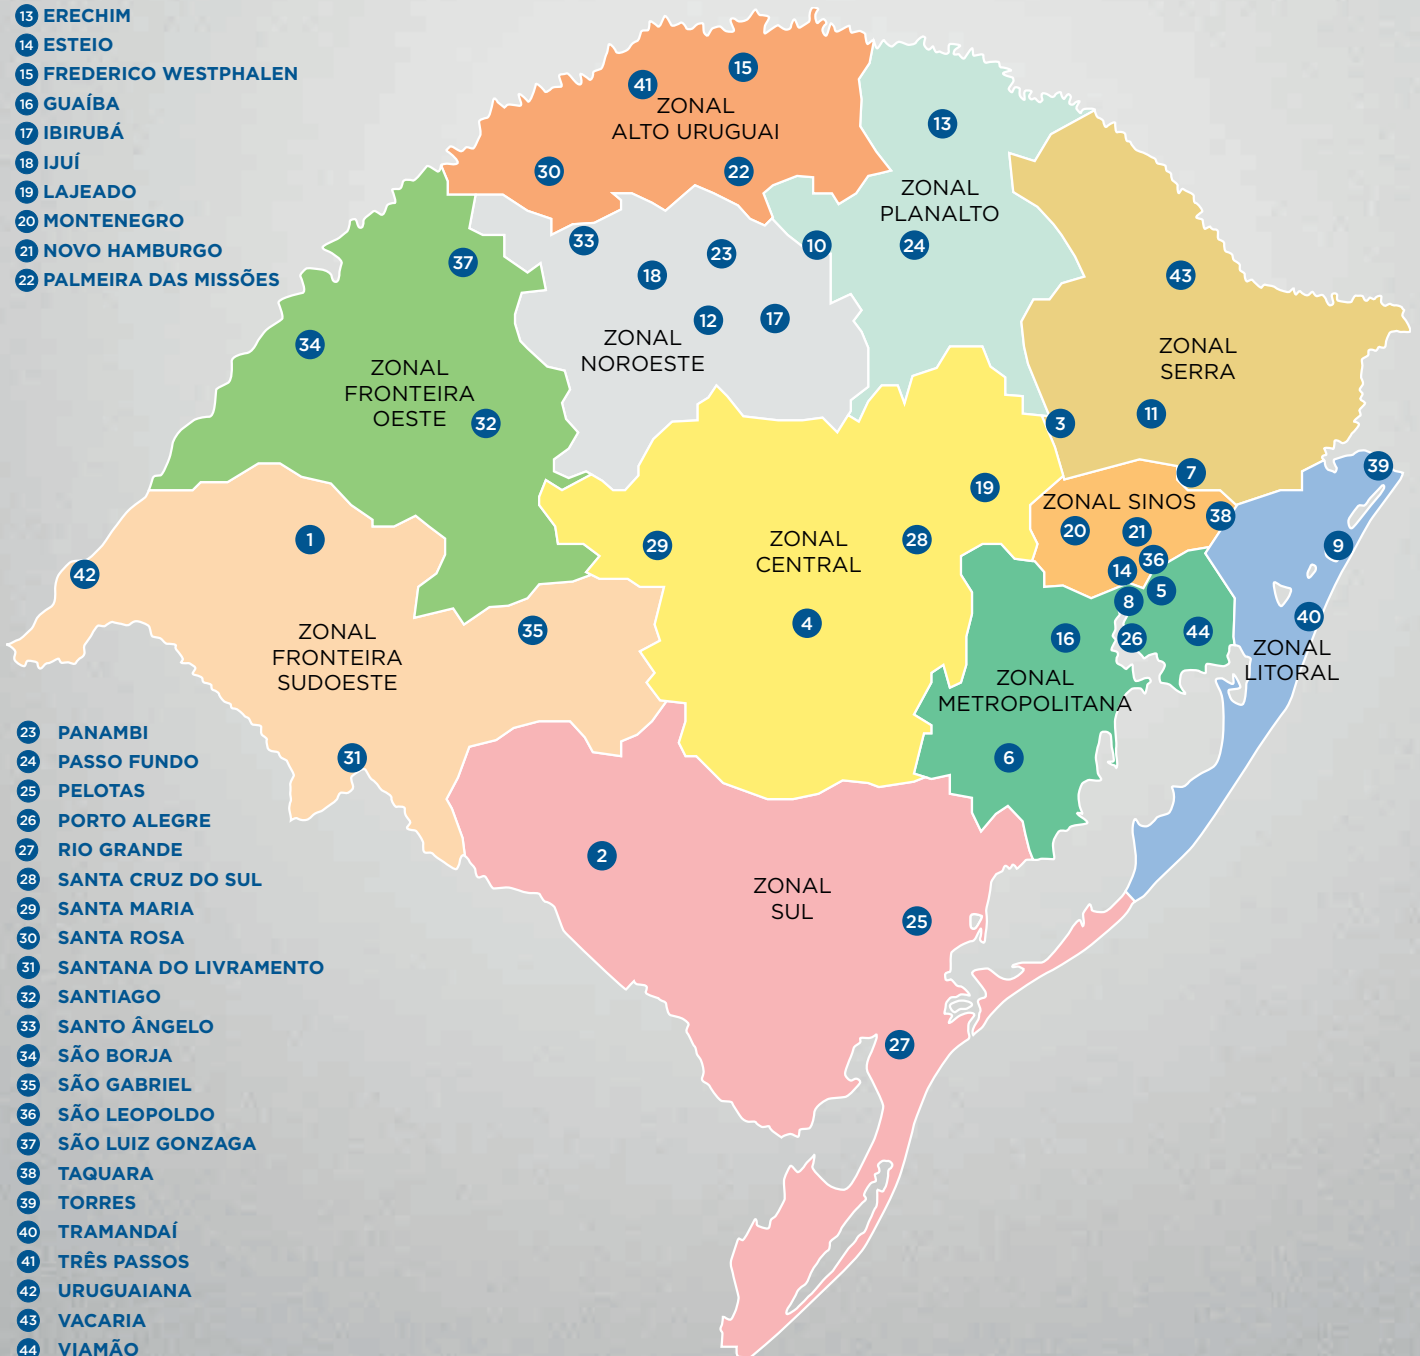 13 ERECHIM
14 ESTEIO
15 FREDERICO WESTPHALEN
16 GUAÍBA
17 IBIRUBÁ
18 IJUÍ
19 LAJEADO
20 MONTENEGRO
21 NOVO HAMBURGO
22 PALMEIRA DAS MISSÕES
15
41
ZONAL
ALTO URUGUAI
30
22
13
ZONAL
PLANALTO
10
24
33
23
18
12
17
ZONAL
NOROESTE
37
34
ZONAL
FRONTEIRA
OESTE
32
43
ZONAL
SERRA
11
3
7
39
19
ZONAL SINOS
38
20
21
36
14
9
1
42
29
ZONAL
CENTRAL
28
4
5
8
26
44
16
40
ZONAL
LITORAL
35
ZONAL
FRONTEIRA
SUDOESTE
ZONAL
METROPOLITANA
31
6
2
ZONAL
SUL
25
27
23 PANAMBI
24 PASSO FUNDO
25 PELOTAS
26 PORTO ALEGRE
27 RIO GRANDE
28 SANTA CRUZ DO SUL
29 SANTA MARIA
30 SANTA ROSA
31 SANTANA DO LIVRAMENTO
32 SANTIAGO
33 SANTO ÂNGELO
34 SÃO BORJA
35 SÃO GABRIEL
36 SÃO LEOPOLDO
37 SÃO LUIZ GONZAGA
38 TAQUARA
39 TORRES
40 TRAMANDAÍ
41 TRÊS PASSOS
42 URUGUAIANA
43 VACARIA
44 VIAMÃO